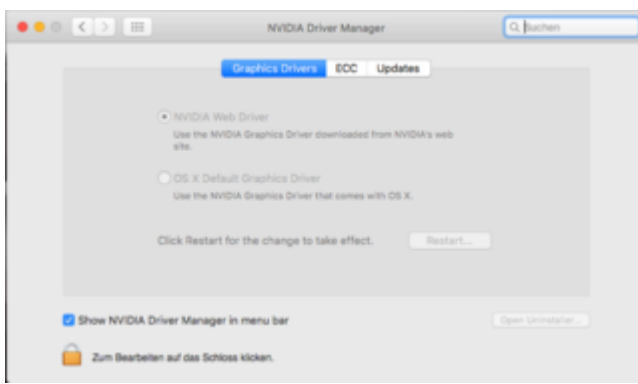 NVIDIA Driver Manager
Suchen
Graphics Drivers ECC Updates
NVIDIA Web Driver
Use the NVIDIA Graphics Driver downloaded from NVIDIA's web
site.
OS X Default Graphics Driver
Use the NVIDIA Graphics Driver that comes with OS X.
Click Restart for the change to take effect. Restart...
Show NVIDIA Driver Manager in menu bar
Open Uninstaller...
Zum Bearbeiten auf das Schloss klicken.